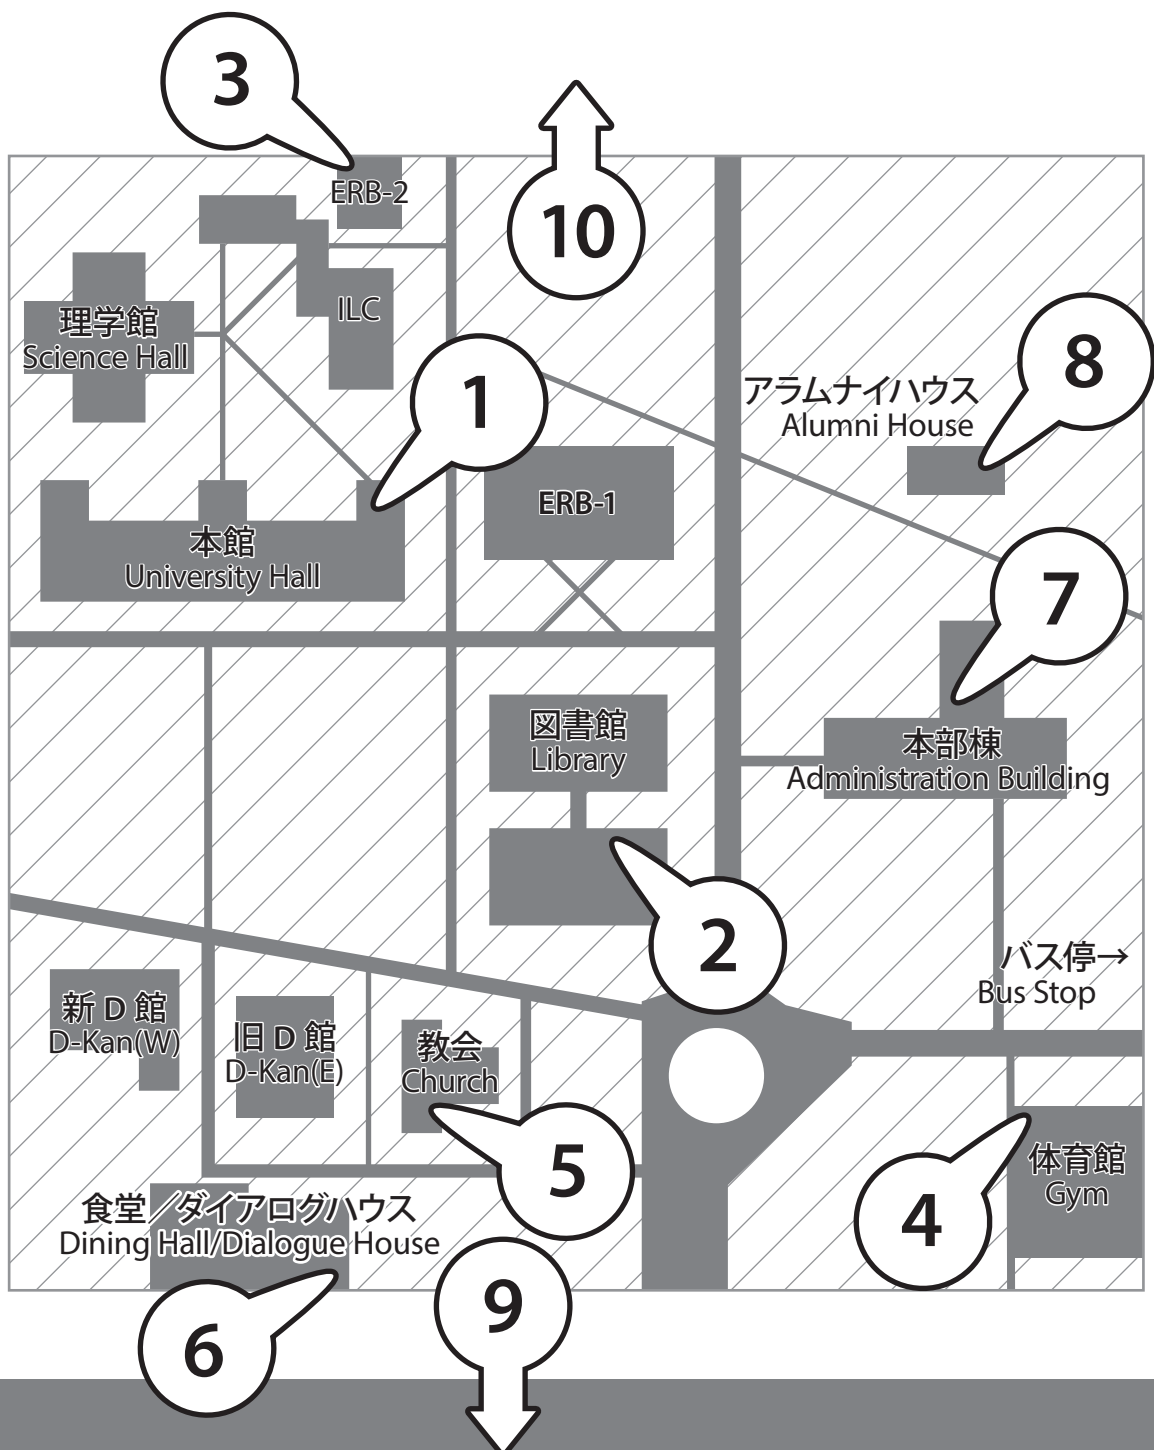 3
ERB-2
10
理学館
Science Hall
ILC
1
8
アラムナイハウス
Alumni House
ERB-1
本館
University Hall
7
図書館
Library
本部棟
Administration Building
2
バス停→
Bus Stop
新 D 館
D-Kan(W)
旧 D 館
D-Kan(E)
教会
Church
5
体育館
Gym
4
食堂／ダイアログハウス
Dining Hall/Dialogue House
9
6